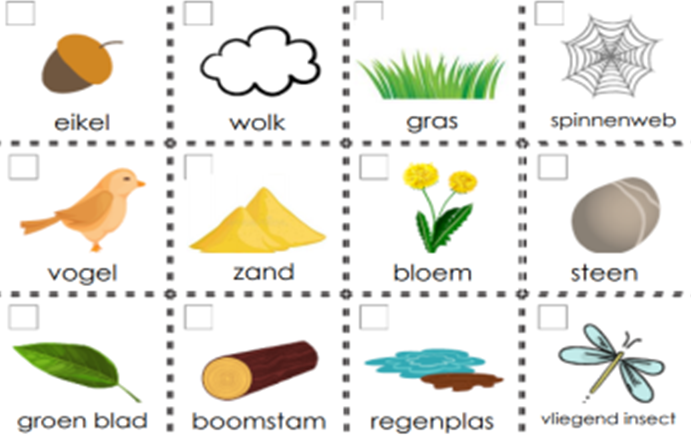 eikel
wolk
gras
spinnenweb
vogel
zand
bloem
steen
groen blad
boomstam
regenplas
vliegend insect